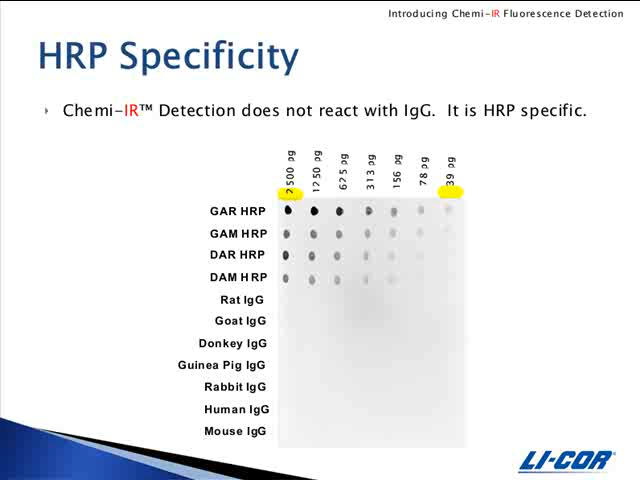 Introducing Chemi-IR Fluorescence Detection
HRP Specificity
Chemi-IR™ Detection does not react with IgG. It is HRP specific.
2500 pg
1250 pg
625 pg
313 pg
156 pg
78 pg
39 pg
GAR HRP
GAM HRP
DAR HRP
DAM HRP
Rat IgG
Goat IgG
Donkey IgG
Guinea Pig IgG
Rabbit IgG
Human IgG
Mouse IgG
LI-COR®